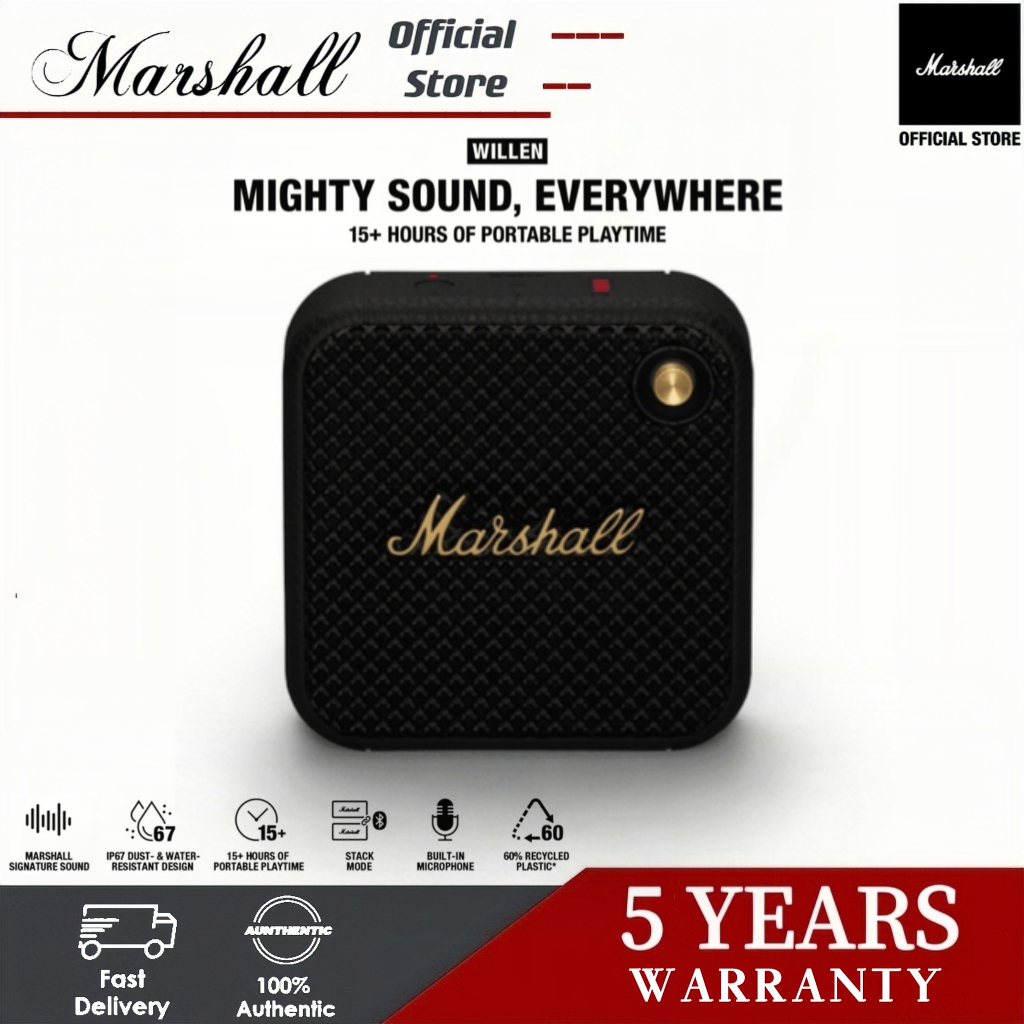 Marshall
Official
Store
Marshall
OFFICIAL STORE
WILLEN
MIGHTY SOUND, EVERYWHERE
15+ HOURS OF PORTABLE PLAYTIME
Marshall
67
15+
Marshall
Marshall
60
MARSHALL
SIGNATURE SOUND
IP67 DUST- & WATER-
RESISTANT DESIGN
15+ HOURS OF
PORTABLE PLAYTIME
STACK
MODE
BUILT-IN
MICROPHONE
60% RECYCLED
PLASTIC*
AUNTHENTIC
Fast
Delivery
100%
Authentic
5 YEARS
WARRANTY